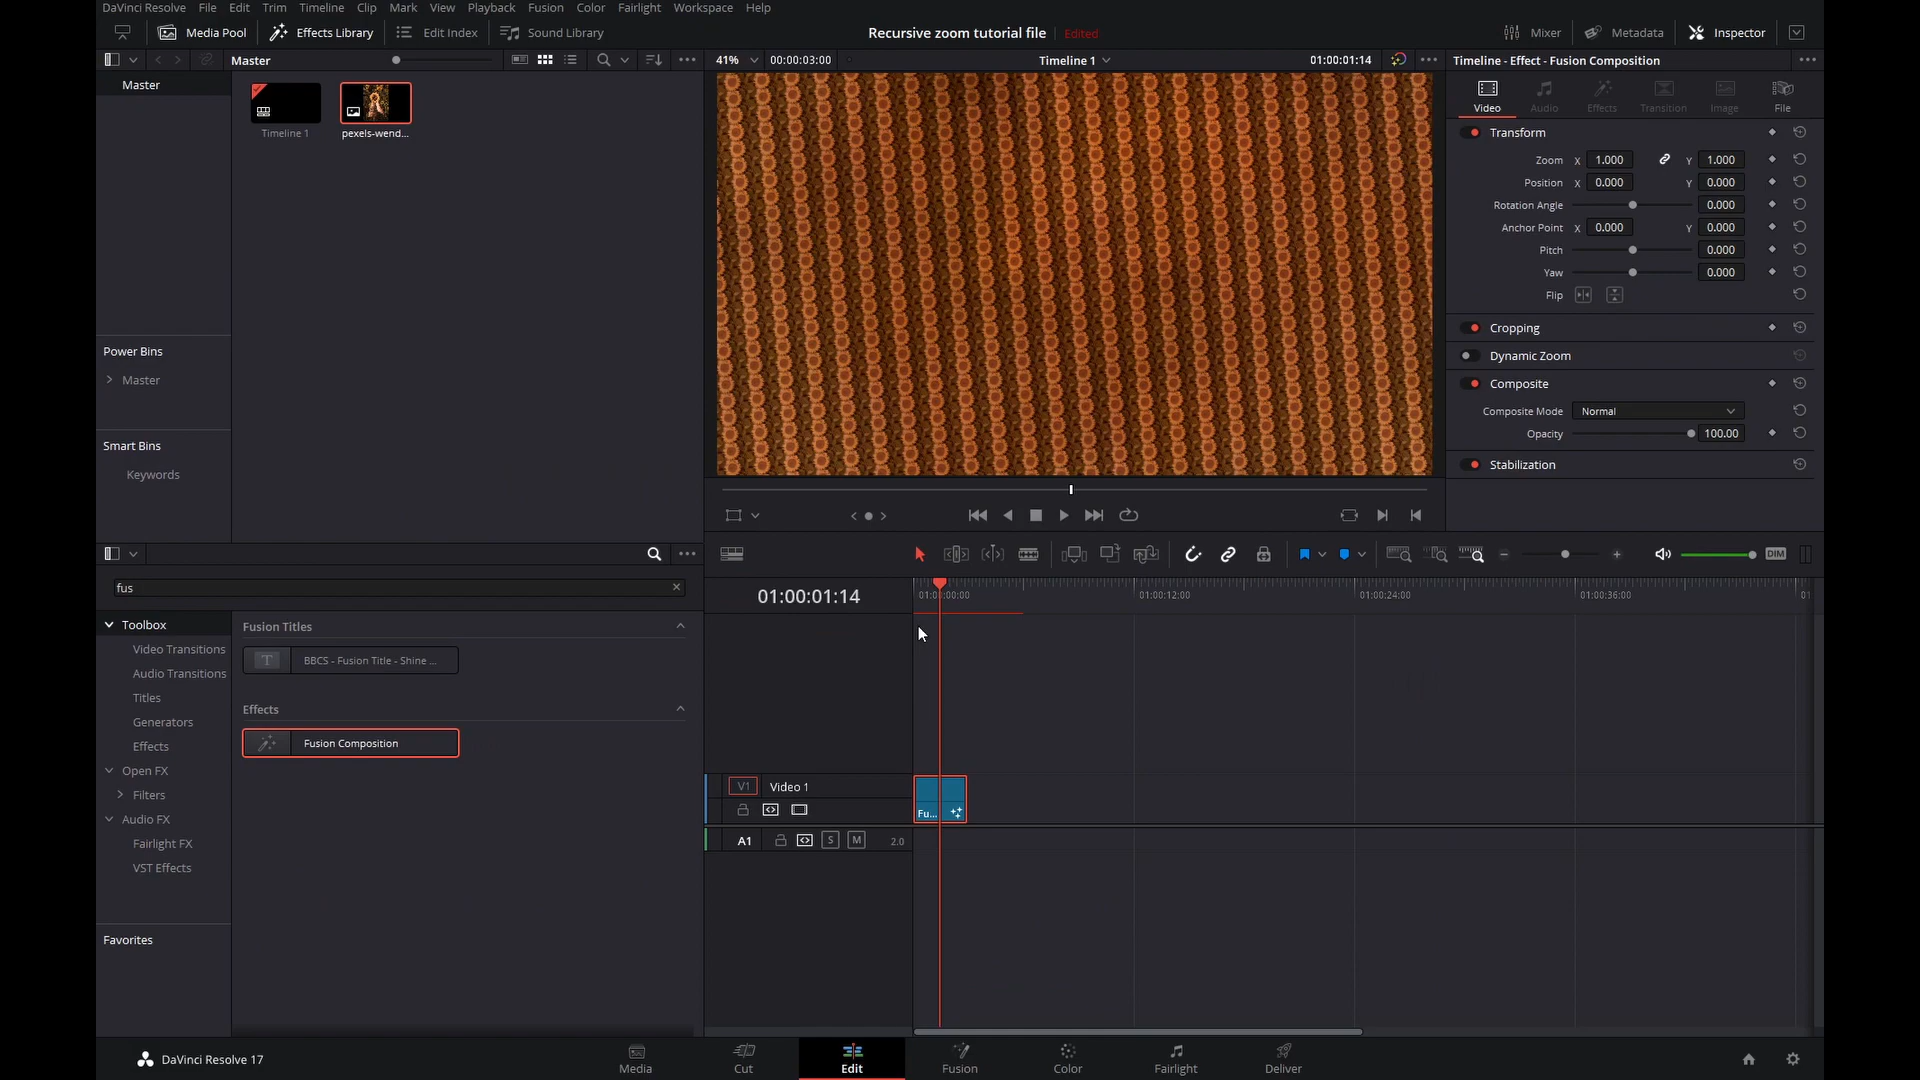 DaVinci Resolve File Edit Trim Timeline Clip Mark View Playback Fusion Color Fairlight Workspace Help
Media Pool Effects Library Edit Index Sound Library Recursive zoom tutorial file Edited Mixer Metadata Inspector
Master 41% 00:00:03:00 Timeline 1 01:00:01:14 Timeline - Effect - Fusion Composition
Master
Timeline 1 pexels-wend...
Power Bins
Master
Smart Bins
Keywords
Video Audio Effects Transition Image File
Transform
Zoom X 1.000 Y 1.000
Position X 0.000 Y 0.000
Rotation Angle 0.000
Anchor Point X 0.000 Y 0.000
Pitch 0.000
Yaw 0.000
Flip
Cropping
Dynamic Zoom
Composite
Composite Mode Normal
Opacity 100.00
Stabilization
fus
Toolbox
Video Transitions
Audio Transitions
Titles
Generators
Effects
Open FX
Filters
Audio FX
Fairlight FX
VST Effects
Favorites
Fusion Titles
T BBCS - Fusion Title - Shine ...
Effects
Fusion Composition
DIM
01:00:01:14 01:00:00:00 01:00:12:00 01:00:24:00 01:00:36:00 01
V1 Video 1
Fu...
A1 S M 2.0
DaVinci Resolve 17 Media Cut Edit Fusion Color Fairlight Deliver